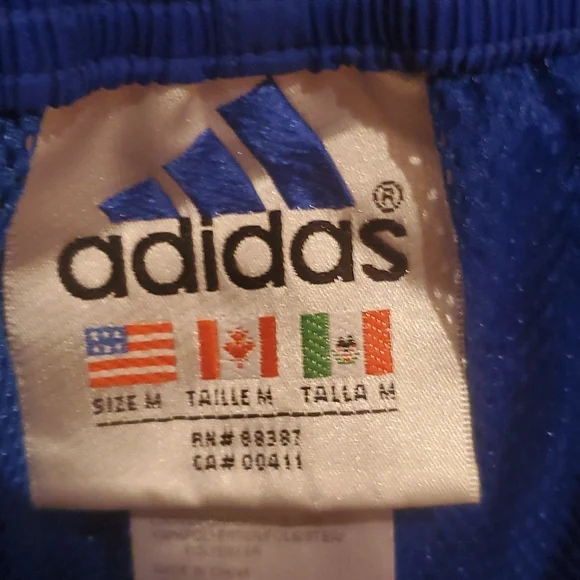 adidas®
SIZE M TAILLE M TALLA M
RN# 88387
CA# 00411